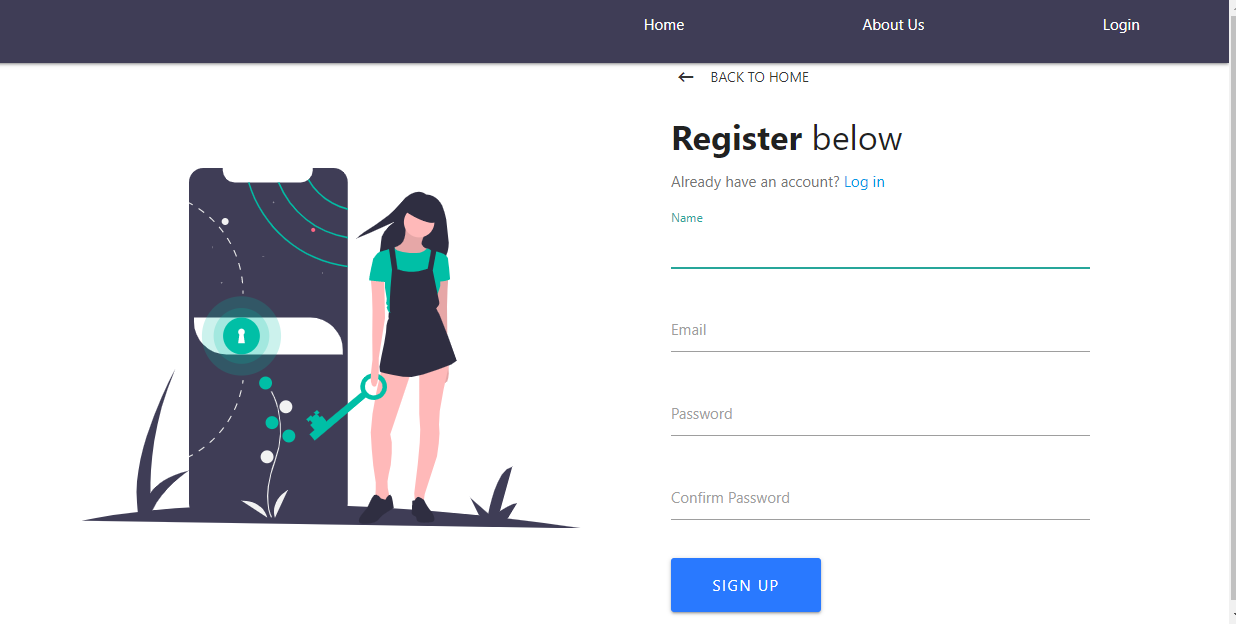 Home About Us Login
BACK TO HOME
Register below
Already have an account? Log in
Name
Email
Password
Confirm Password
SIGN UP